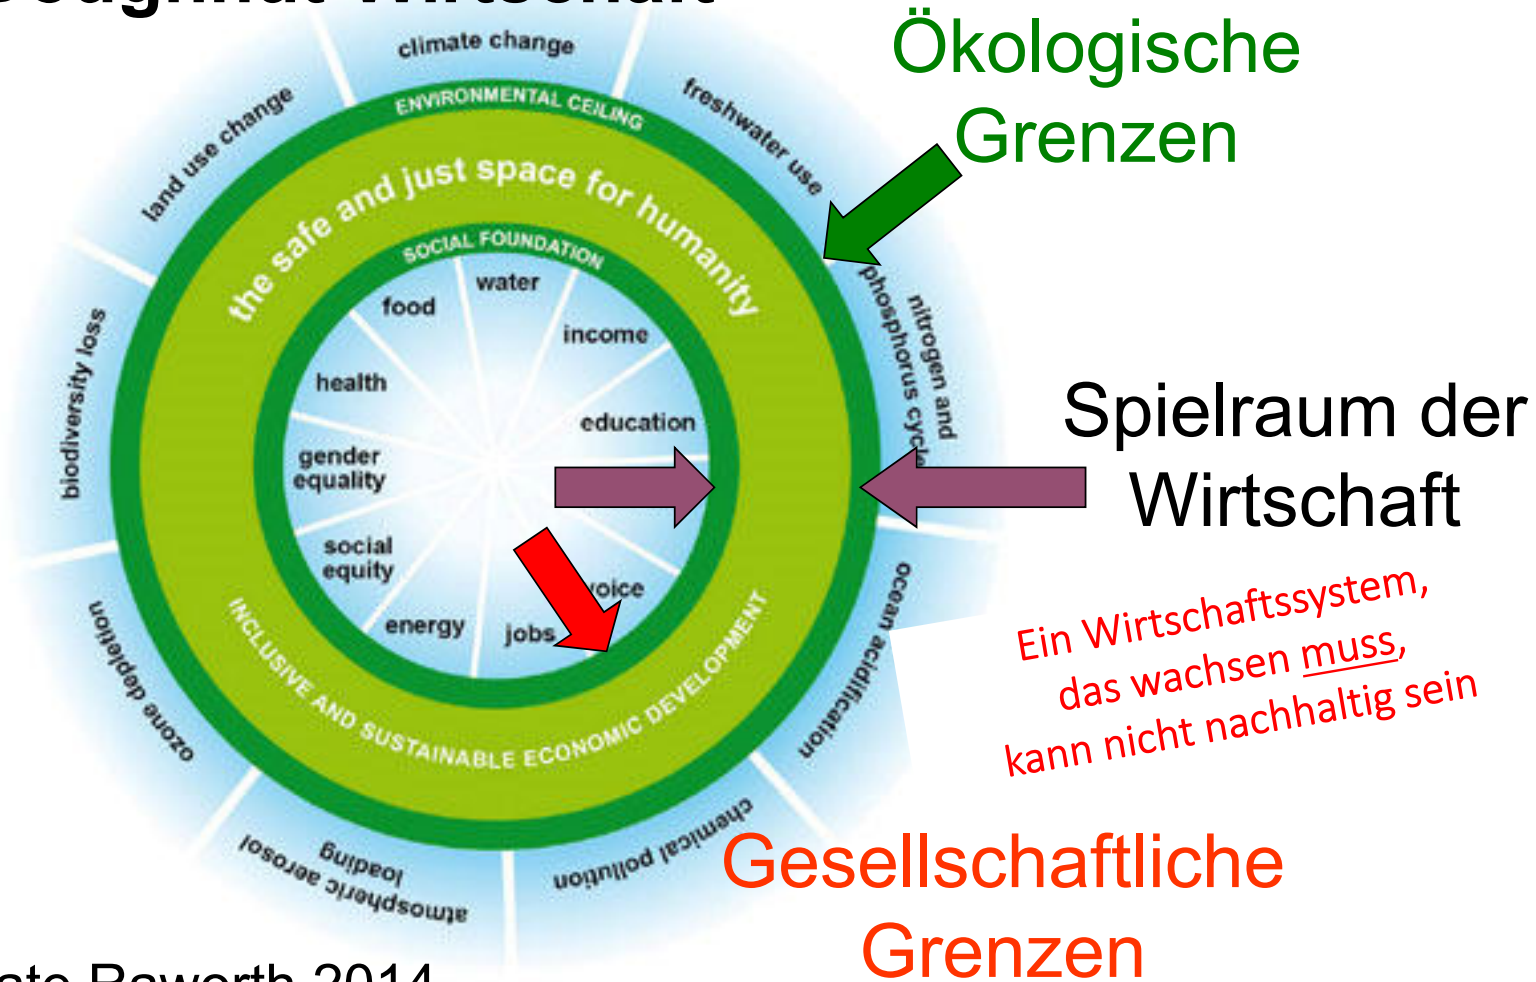 Doughnut Wirtschaft
Ökologische
Grenzen
climate change
freshwater use
nitrogen and
phosphorus cycle
ocean acidification
chemical pollution
atmospheric aerosol
loading
ozone depletion
biodiversity loss
land use change
ENVIRONMENTAL CEILING
the safe and just space for humanity
SOCIAL FOUNDATION
water
income
education
voice
jobs
energy
social
equity
gender
equality
health
food
INCLUSIVE AND SUSTAINABLE ECONOMIC DEVELOPMENT
Spielraum der
Wirtschaft
Ein Wirtschaftssystem,
das wachsen muss,
kann nicht nachhaltig sein
Gesellschaftliche
Grenzen
Raworth 2014